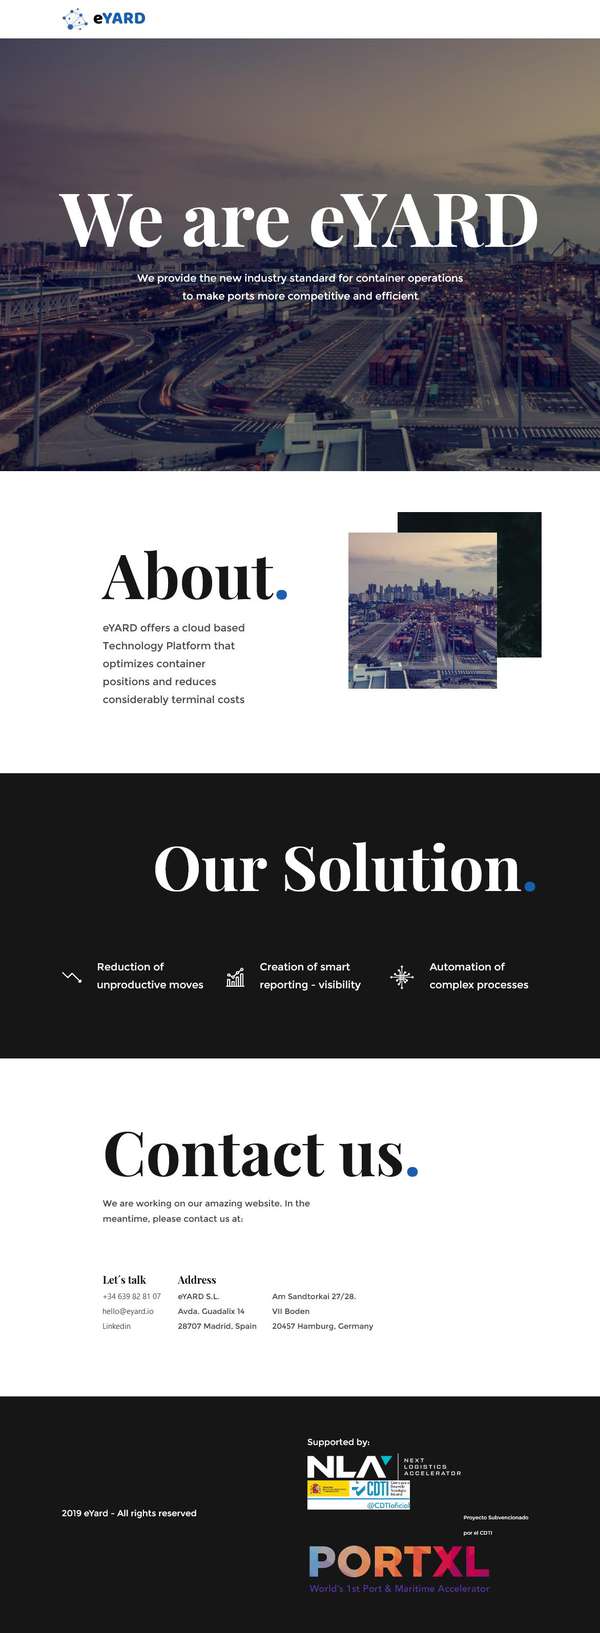 eYARD
We are eYARD
We provide the new industry standard for container operations
to make ports more competitive and efficient
About.
eYARD offers a cloud based
Technology Platform that
optimizes container
positions and reduces
considerably terminal costs
Our Solution.
Reduction of
unproductive moves
Creation of smart
reporting - visibility
Automation of
complex processes
Contact us.
We are working on our amazing website. In the
meantime, please contact us at:
Let´s talk
+34 639 82 81 07
hello@eyard.io
Linkedin
Address
eYARD S.L.
Avda. Guadalix 14
28707 Madrid, Spain
Am Sandtorkai 27/28.
VII Boden
20457 Hamburg, Germany
2019 eYard - All rights reserved
Supported by:
NLA
NEXT
LOGISTICS
ACCELERATOR
CDTI
@CDTIoficial
Proyecto Subvencionado
por el CDTI
PORTXL
World's 1st Port & Maritime Accelerator